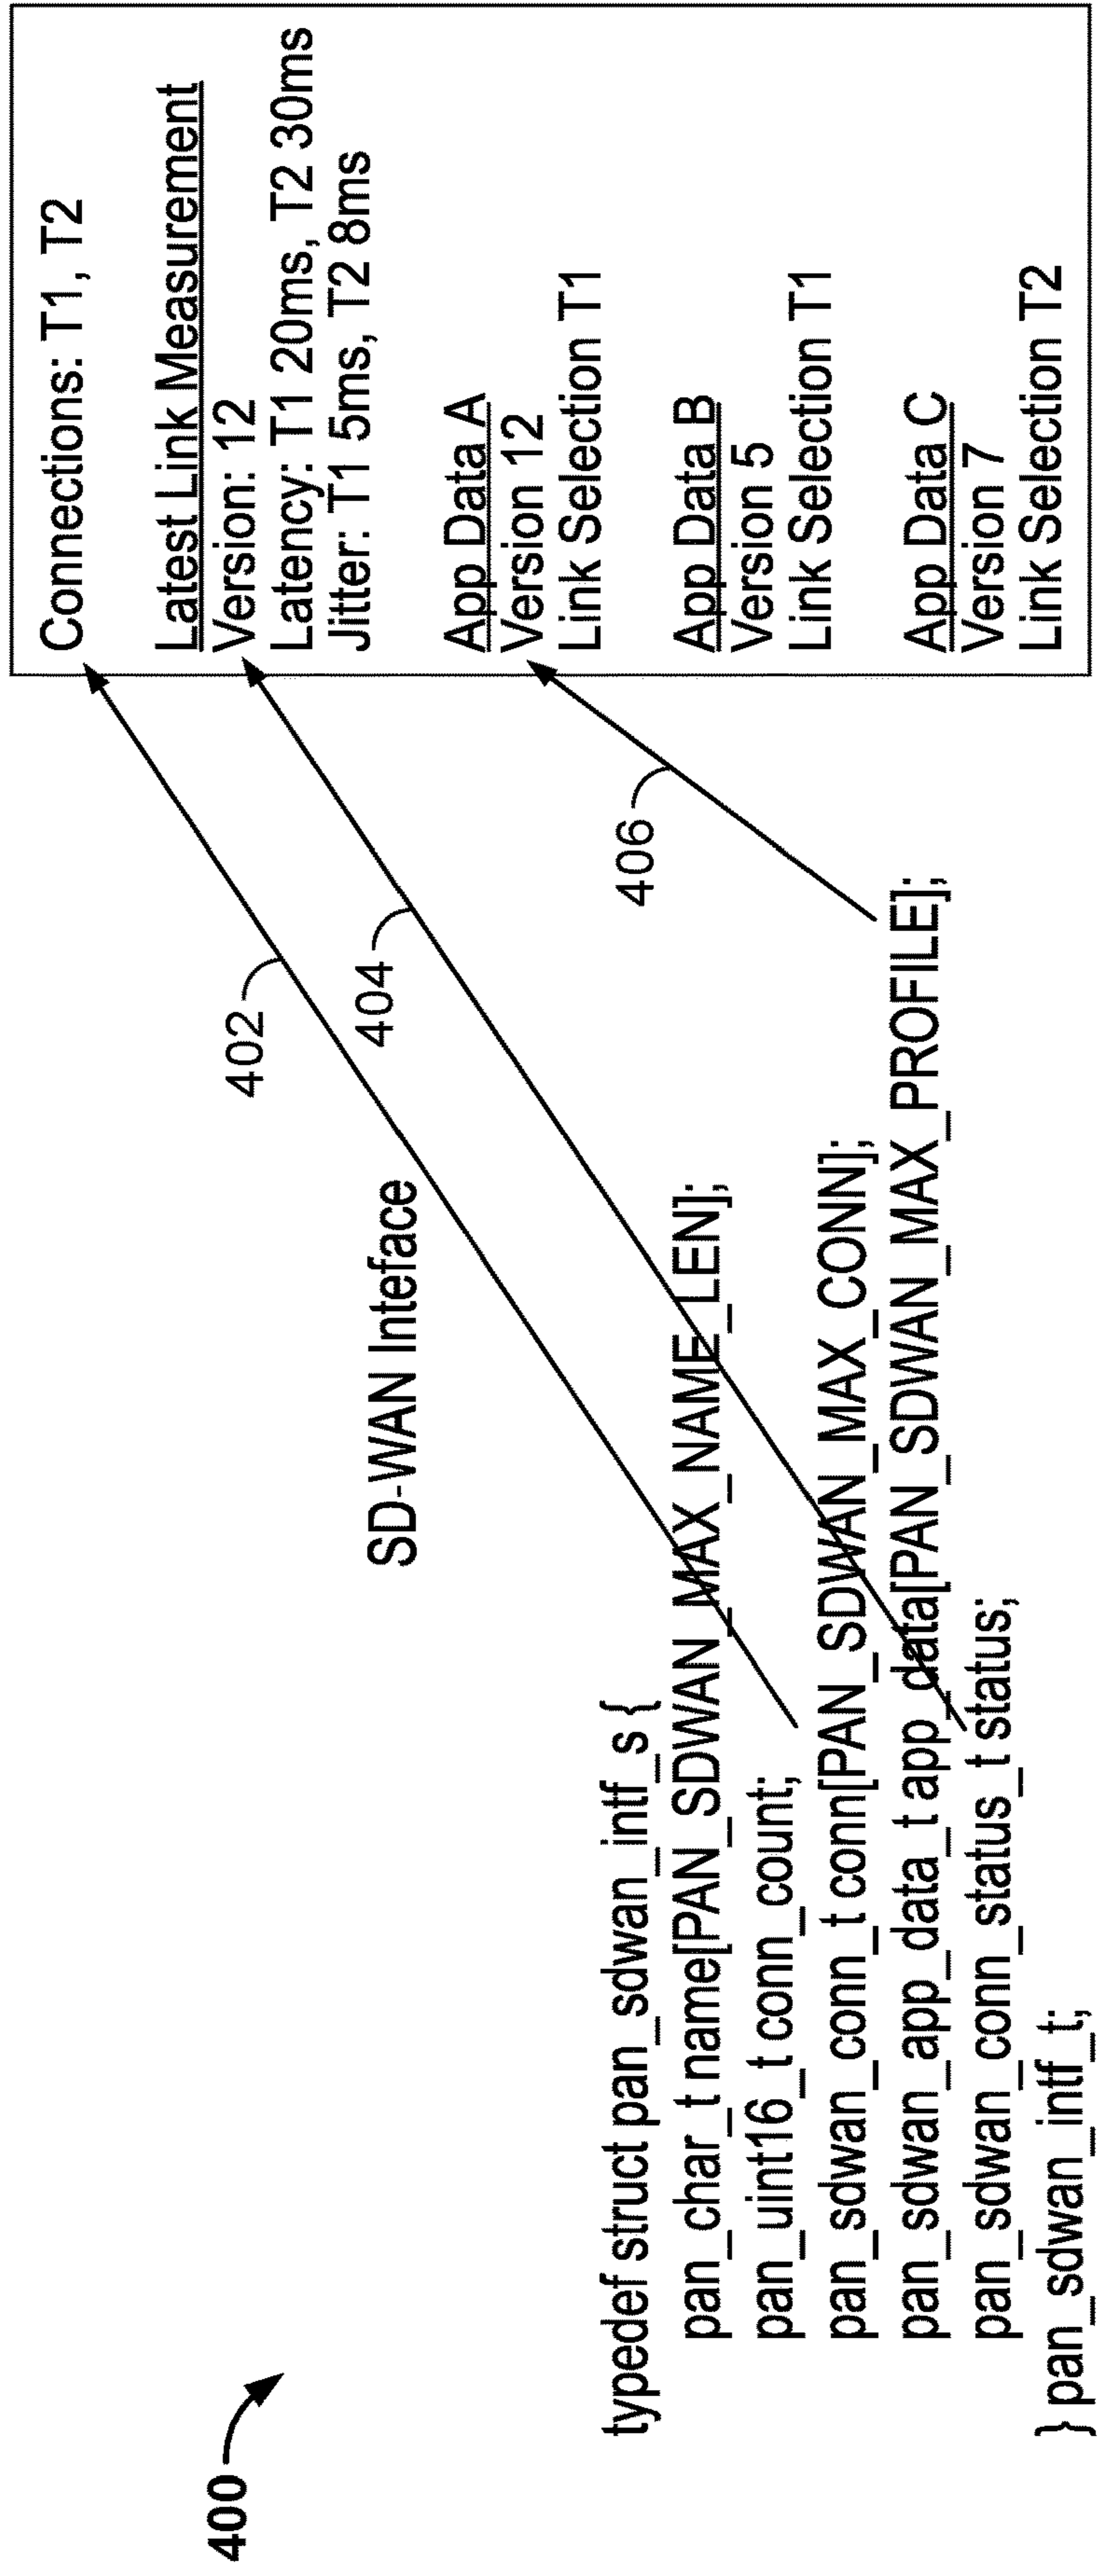 400
SD-WAN Inteface
typedef struct pan_sdwan_intf_s {
pan_char_t name[PAN_SDWAN_MAX_NAME_LEN];
pan_uint16_t conn_count;
pan_sdwan_conn_t conn[PAN_SDWAN_MAX_CONN];
pan_sdwan_app_data_t app_data[PAN_SDWAN_MAX_PROFILE];
pan_sdwan_conn_status_t status;
} pan_sdwan_intf_t;
402
404
406
Connections: T1, T2
Latest Link Measurement
Version: 12
Latency: T1 20ms, T2 30ms
Jitter: T1 5ms, T2 8ms
App Data A
Version 12
Link Selection T1
App Data B
Version 5
Link Selection T1
App Data C
Version 7
Link Selection T2